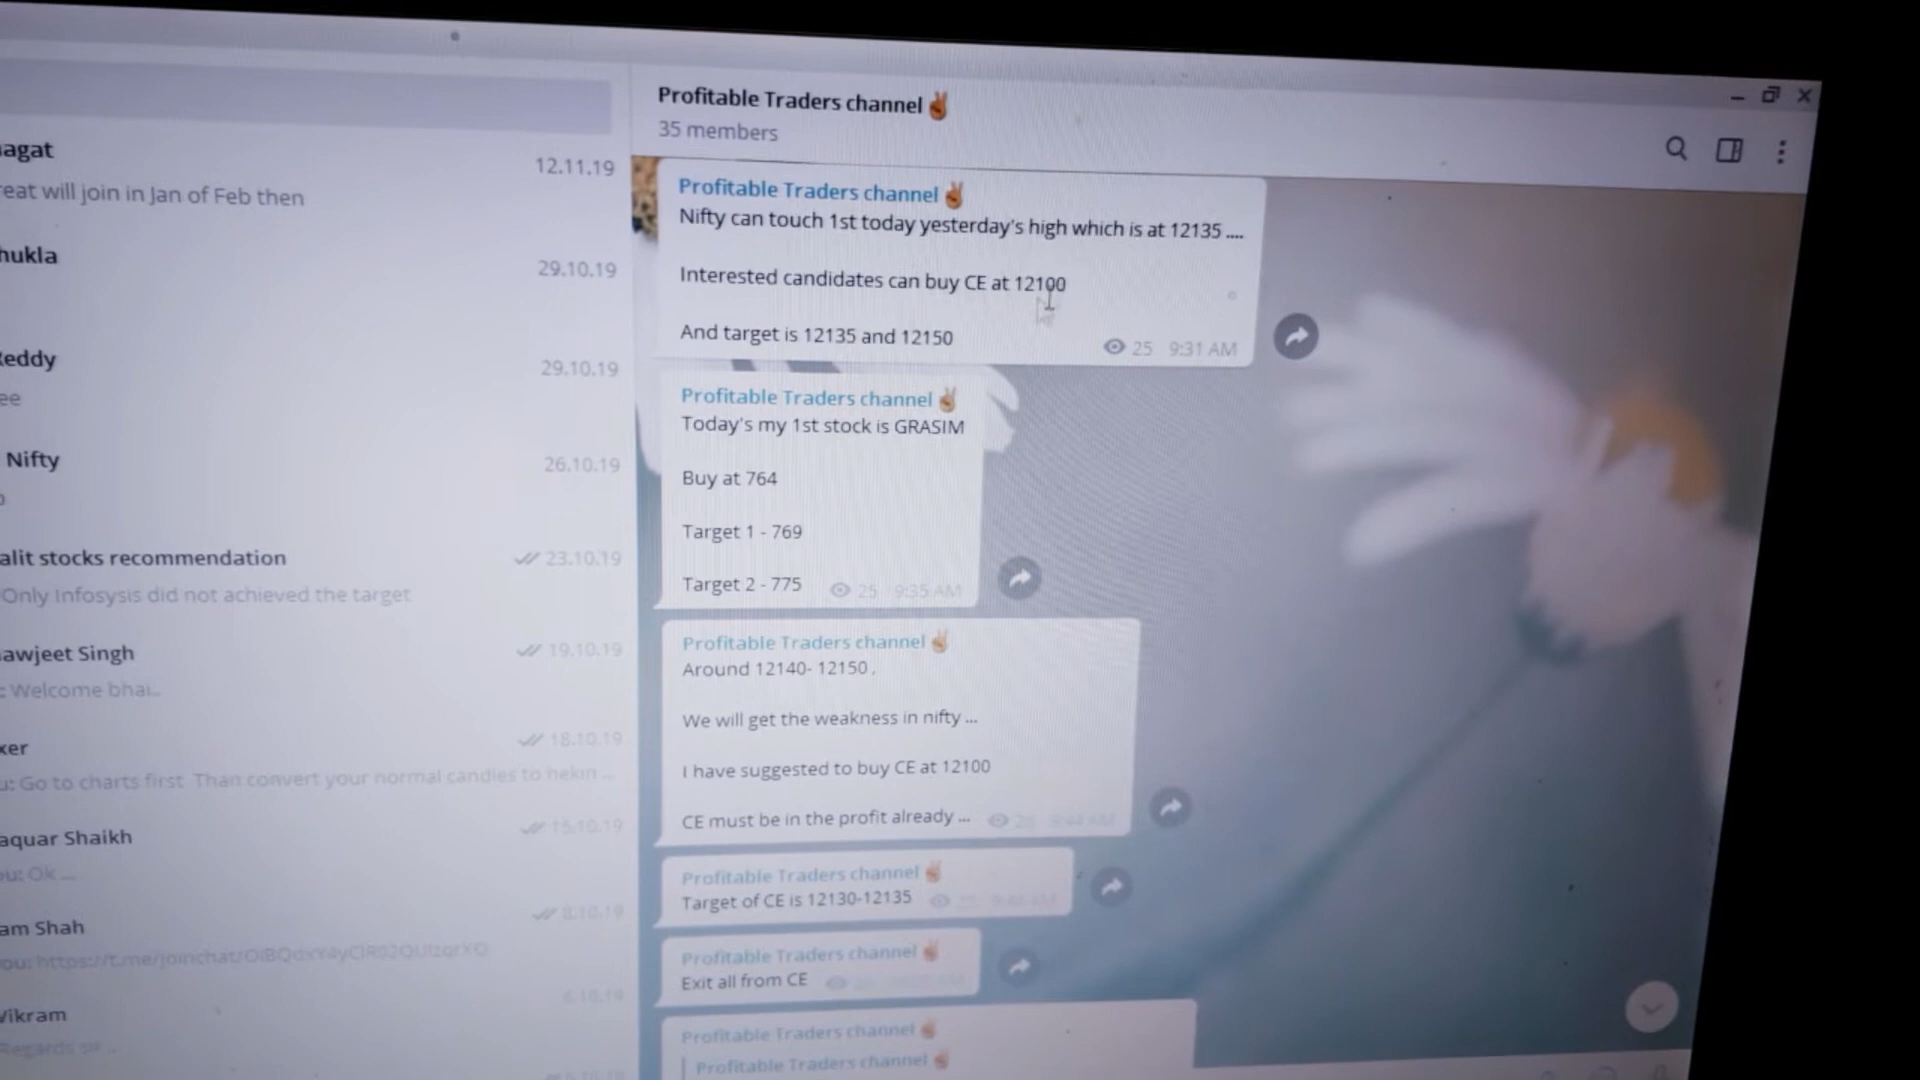 agat
12.11.19
eat will join in Jan of Feb then
hukla
29.10.19
eddy
29.10.19
ee
Nifty
26.10.19
alit stocks recommendation
23.10.19
Only Infosysis did not achieved the target
awjeet Singh
19.10.19
: Welcome bhai..
ker
18.10.19
u: Go to charts first Than convert your normal candles to hekin ...
aquar Shaikh
15.10.19
ou: Ok ...
am Shah
8.10.19
Vikram
6.10.19
Profitable Traders channel ✌
35 members
Profitable Traders channel ✌
Nifty can touch 1st today yesterday's high which is at 12135 ....
Interested candidates can buy CE at 12100
And target is 12135 and 12150
25 9:31 AM
Profitable Traders channel ✌
Today's my 1st stock is GRASIM
Buy at 764
Target 1 - 769
Target 2 - 775
25 9:35 AM
Profitable Traders channel ✌
Around 12140- 12150 ,
We will get the weakness in nifty ...
I have suggested to buy CE at 12100
CE must be in the profit already ...
Profitable Traders channel ✌
Target of CE is 12130-12135
Profitable Traders channel ✌
Exit all from CE
Profitable Traders channel ✌
Profitable Traders channel ✌